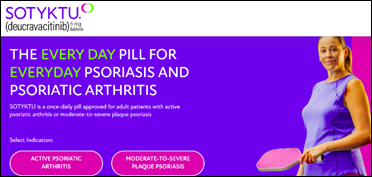 SOTYKTU.
(deucravacitinib) 6 mg tablets
THE EVERY DAY PILL FOR
EVERYDAY PSORIASIS AND
PSORIATIC ARTHRITIS
SOTYKTU is a once-daily pill approved for adult patients with active
psoriatic arthritis or moderate-to-severe plaque psoriasis
Select Indication:
ACTIVE PSORIATIC
ARTHRITIS
MODERATE-TO-SEVERE
PLAQUE PSORIASIS